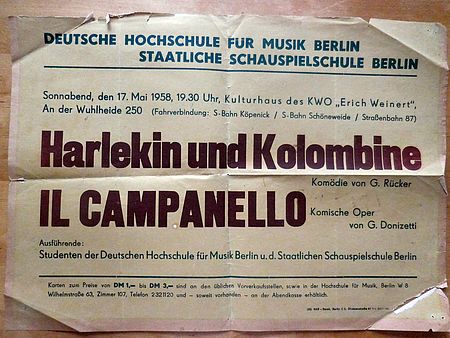 DEUTSCHE HOCHSCHULE FÜR MUSIK BERLIN
STAATLICHE SCHAUSPIELSCHULE BERLIN
Sonnabend, den 17. Mai 1958, 19.30 Uhr, Kulturhaus des KWO „Erich Weinert",
An der Wuhlheide 250 (Fahrverbindung: S-Bahn Köpenick / S-Bahn Schöneweide / Straßenbahn 87)
Harlekin und Kolombine
Komödie von G. Rücker
IL CAMPANELLO
Komische Oper
von G. Donizetti
Ausführende:
Studenten der Deutschen Hochschule für Musik Berlin u. d. Staatlichen Schauspielschule Berlin
Karten zum Preise von DM 1,— bis DM 3,— sind an den üblichen Vorverkaufsstellen, sowie in der Hochschule für Musik, Berlin W 8
Wilhelmstraße 63, Zimmer 107, Telefon 2321120 und - soweit vorhanden - an der Abendkasse erhältlich.